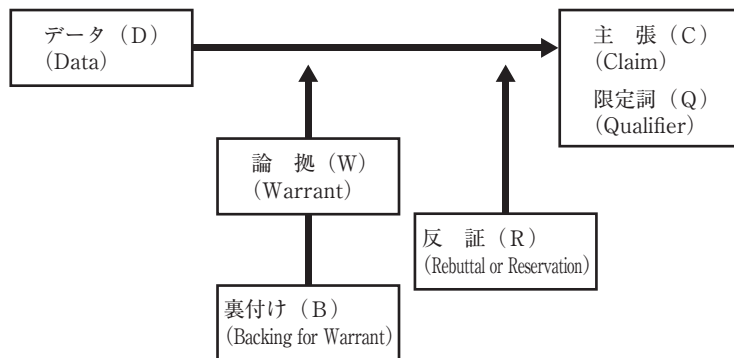 データ（D）
(Data)
主　張（C）
(Claim)
限定詞（Q）
(Qualifier)
論　拠（W）
(Warrant)
反　証（R）
(Rebuttal or Reservation)
裏付け（B）
(Backing for Warrant)